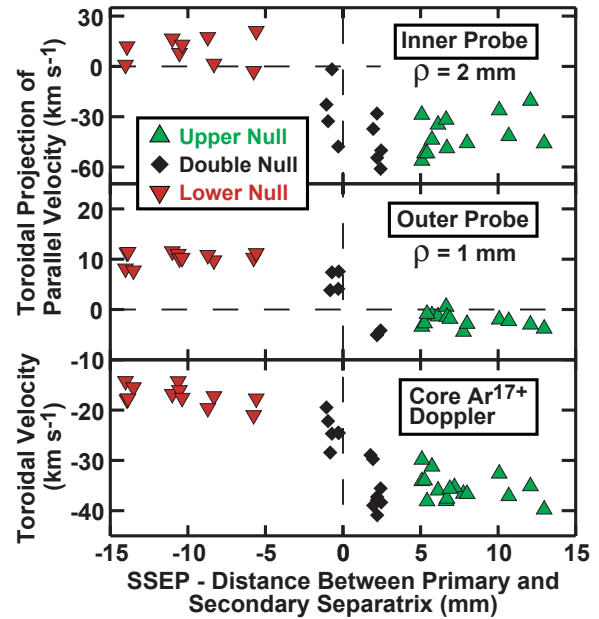 Toroidal Projection of
Parallel Velocity (km s-1)
30
0
-30
-60
Inner Probe
ρ = 2 mm
Upper Null
Double Null
Lower Null
20
10
0
-10
Outer Probe
ρ = 1 mm
Toroidal Velocity
(km s-1)
-20
-30
-40
Core Ar17+
Doppler
-15 -10 -5 0 5 10 15
SSEP - Distance Between Primary and
Secondary Separatrix (mm)